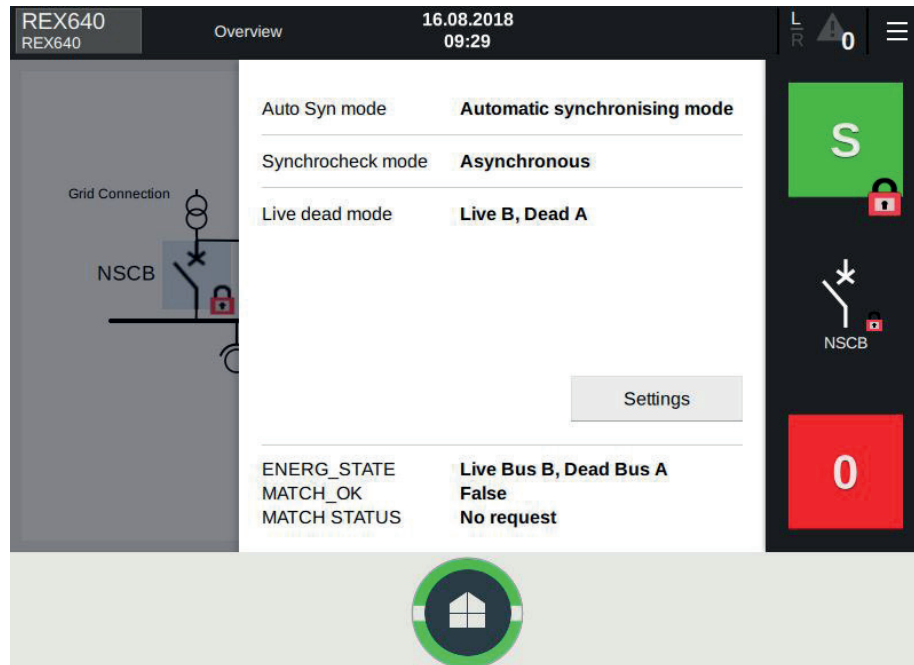 REX640
REX640
Overview
16.08.2018
09:29
L
R
0
Auto Syn mode Automatic synchronising mode
Synchrocheck mode Asynchronous
Live dead mode Live B, Dead A
Grid Connection
NSCB
S
NSCB
Settings
ENERG_STATE Live Bus B, Dead Bus A
MATCH_OK False
MATCH STATUS No request
0